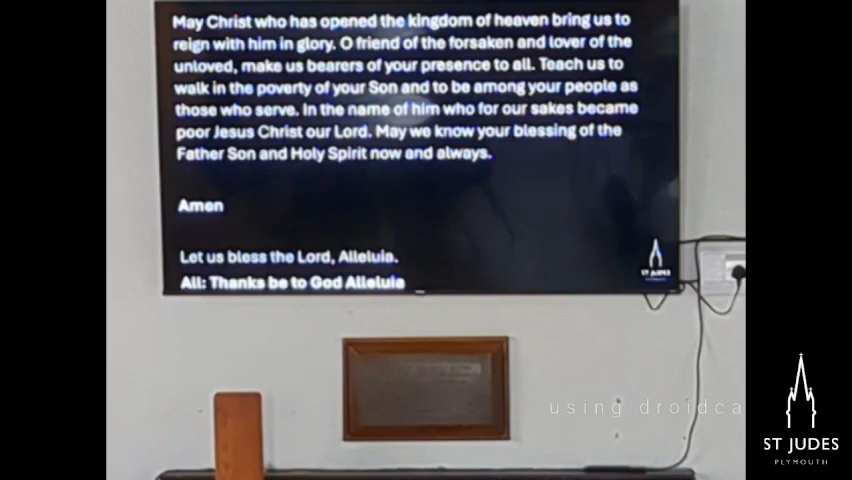 May Christ who has opened the kingdom of heaven bring us to
reign with him in glory. O friend of the forsaken and lover of the
unloved, make us bearers of your presence to all. Teach us to
walk in the poverty of your Son and to be among your people as
those who serve. In the name of him who for our sakes became
poor Jesus Christ our Lord. May we know your blessing of the
Father Son and Holy Spirit now and always.
Amen
Let us bless the Lord, Alleluia.
All: Thanks be to God Alleluia
ST JUDES
using droidca
ST JUDES
PLYMOUTH